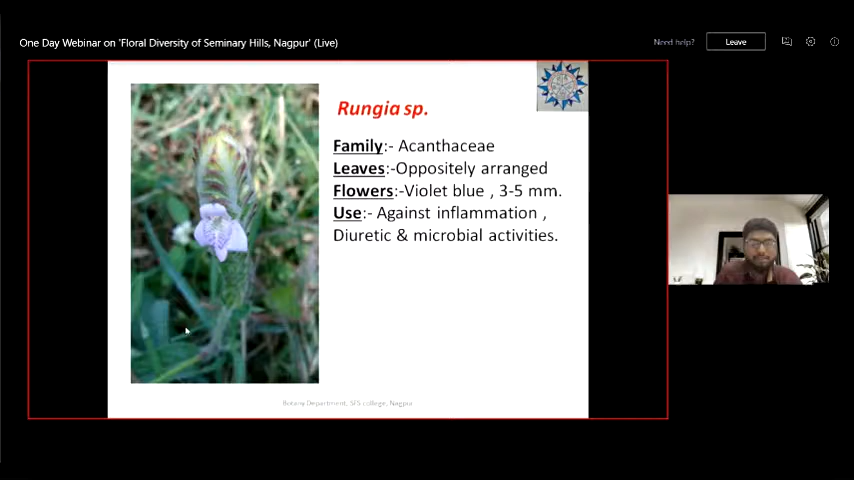 One Day Webinar on 'Floral Diversity of Seminary Hills, Nagpur' (Live)
Need help?
Leave
Rungia sp.
Family:- Acanthaceae
Leaves:-Oppositely arranged
Flowers:-Violet blue , 3-5 mm.
Use:- Against inflammation ,
Diuretic & microbial activities.
Botany Department, SFS college, Nagpur